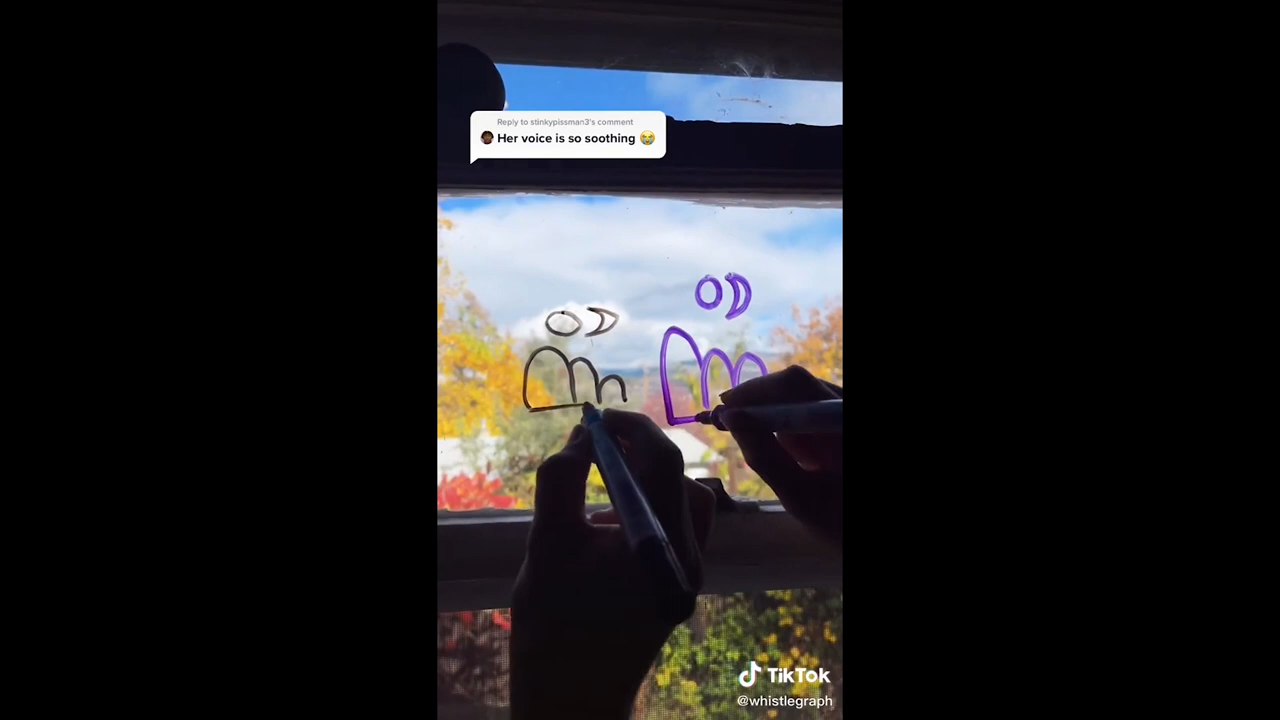 Reply to stinkypissman3's comment
Her voice is so soothing 😭
TikTok
@whistlegraph